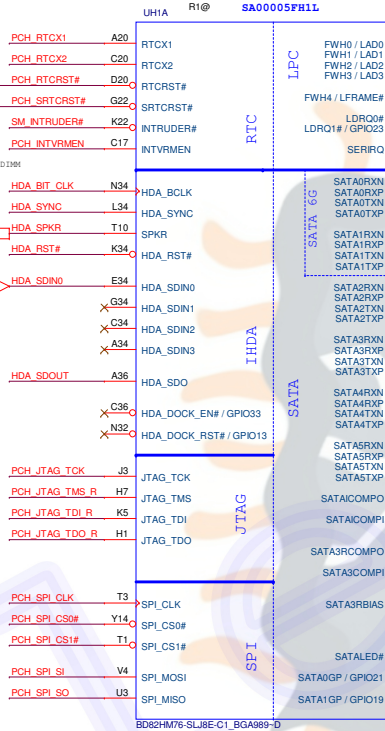 UH1A R1@ SA00005FH1L
PCH_RTCX1 A20 RTCX1 FWH0 / LAD0
FWH1 / LAD1
PCH_RTCX2 C20 RTCX2 FWH2 / LAD2
FWH3 / LAD3
LPC
PCH_RTCRST# D20 RTCRST#
PCH_SRTCRST# G22 SRTCRST# FWH4 / LFRAME#
SM_INTRUDER# K22 INTRUDER# LDRQ0#
LDRQ1# / GPIO23
RTC
PCH_INTVRMEN C17 INTVRMEN SERIRQ
DIMM
HDA_BIT_CLK N34 HDA_BCLK SATA0RXN
SATA0RXP
SATA0TXN
HDA_SYNC L34 HDA_SYNC SATA0TXP
SATA 6G
HDA_SPKR T10 SPKR SATA1RXN
SATA1RXP
HDA_RST# K34 HDA_RST# SATA1TXN
SATA1TXP
HDA_SDIN0 E34 HDA_SDIN0 SATA2RXN
SATA2RXP
G34 HDA_SDIN1 SATA2TXN
SATA2TXP
C34 HDA_SDIN2
A34 HDA_SDIN3 SATA3RXN
SATA3RXP
IHDA
SATA3TXN
SATA3TXP
HDA_SDOUT A36 HDA_SDO
SATA
SATA4RXN
SATA4RXP
C36 HDA_DOCK_EN# / GPIO33 SATA4TXN
SATA4TXP
N32 HDA_DOCK_RST# / GPIO13
SATA5RXN
SATA5RXP
SATA5TXN
PCH_JTAG_TCK J3 JTAG_TCK SATA5TXP
PCH_JTAG_TMS_R H7 JTAG_TMS SATAICOMPO
JTAG
PCH_JTAG_TDI_R K5 JTAG_TDI SATAICOMPI
PCH_JTAG_TDO_R H1 JTAG_TDO
SATA3RCOMPO
SATA3COMPI
PCH_SPI_CLK T3 SPI_CLK SATA3RBIAS
PCH_SPI_CS0# Y14 SPI_CS0#
PCH_SPI_CS1# T1 SPI_CS1#
SPI
SATALED#
PCH_SPI_SI V4 SPI_MOSI SATA0GP / GPIO21
PCH_SPI_SO U3 SPI_MISO SATA1GP / GPIO19
BD82HM76-SLJ8E-C1_BGA989~D